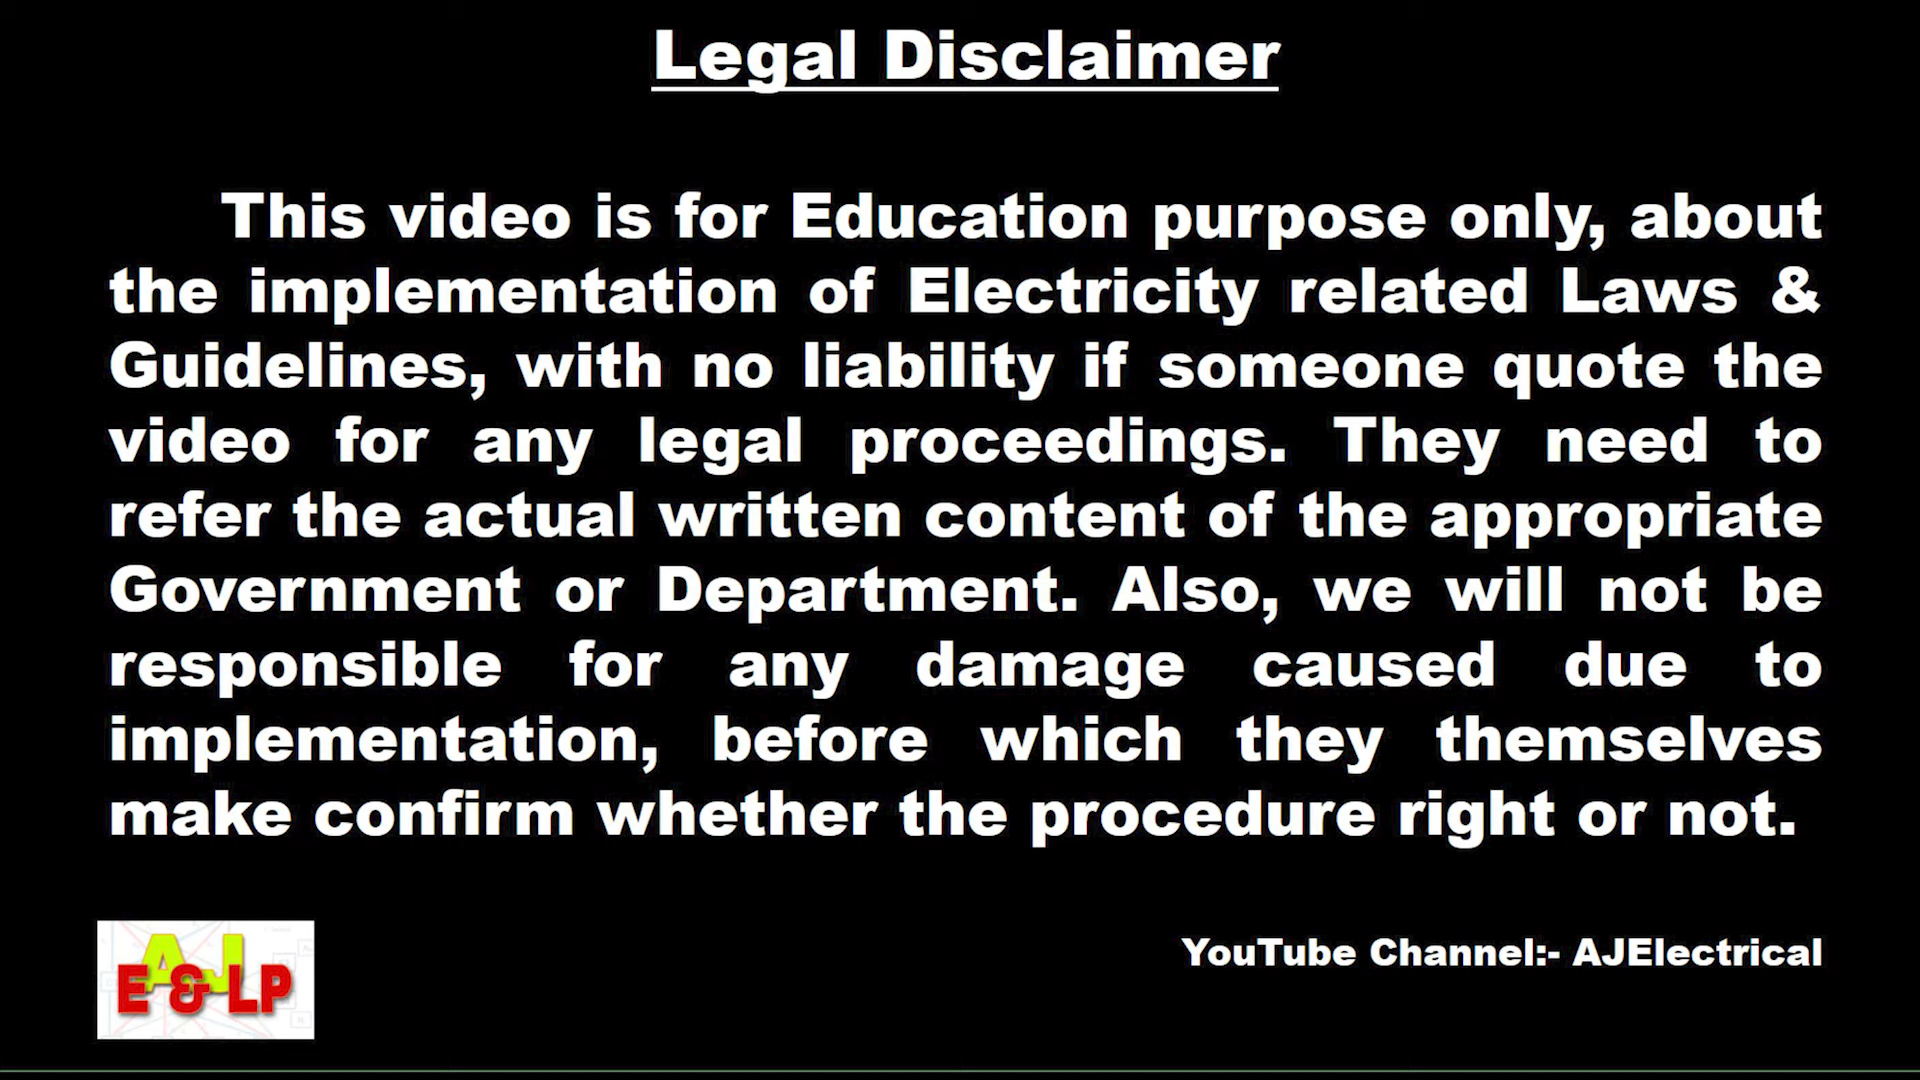 Legal Disclaimer
This video is for Education purpose only, about
the implementation of Electricity related Laws &
Guidelines, with no liability if someone quote the
video for any legal proceedings. They need to
refer the actual written content of the appropriate
Government or Department. Also, we will not be
responsible for any damage caused due to
implementation, before which they themselves
make confirm whether the procedure right or not.
YouTube Channel:- AJElectrical
AJ
E & LP